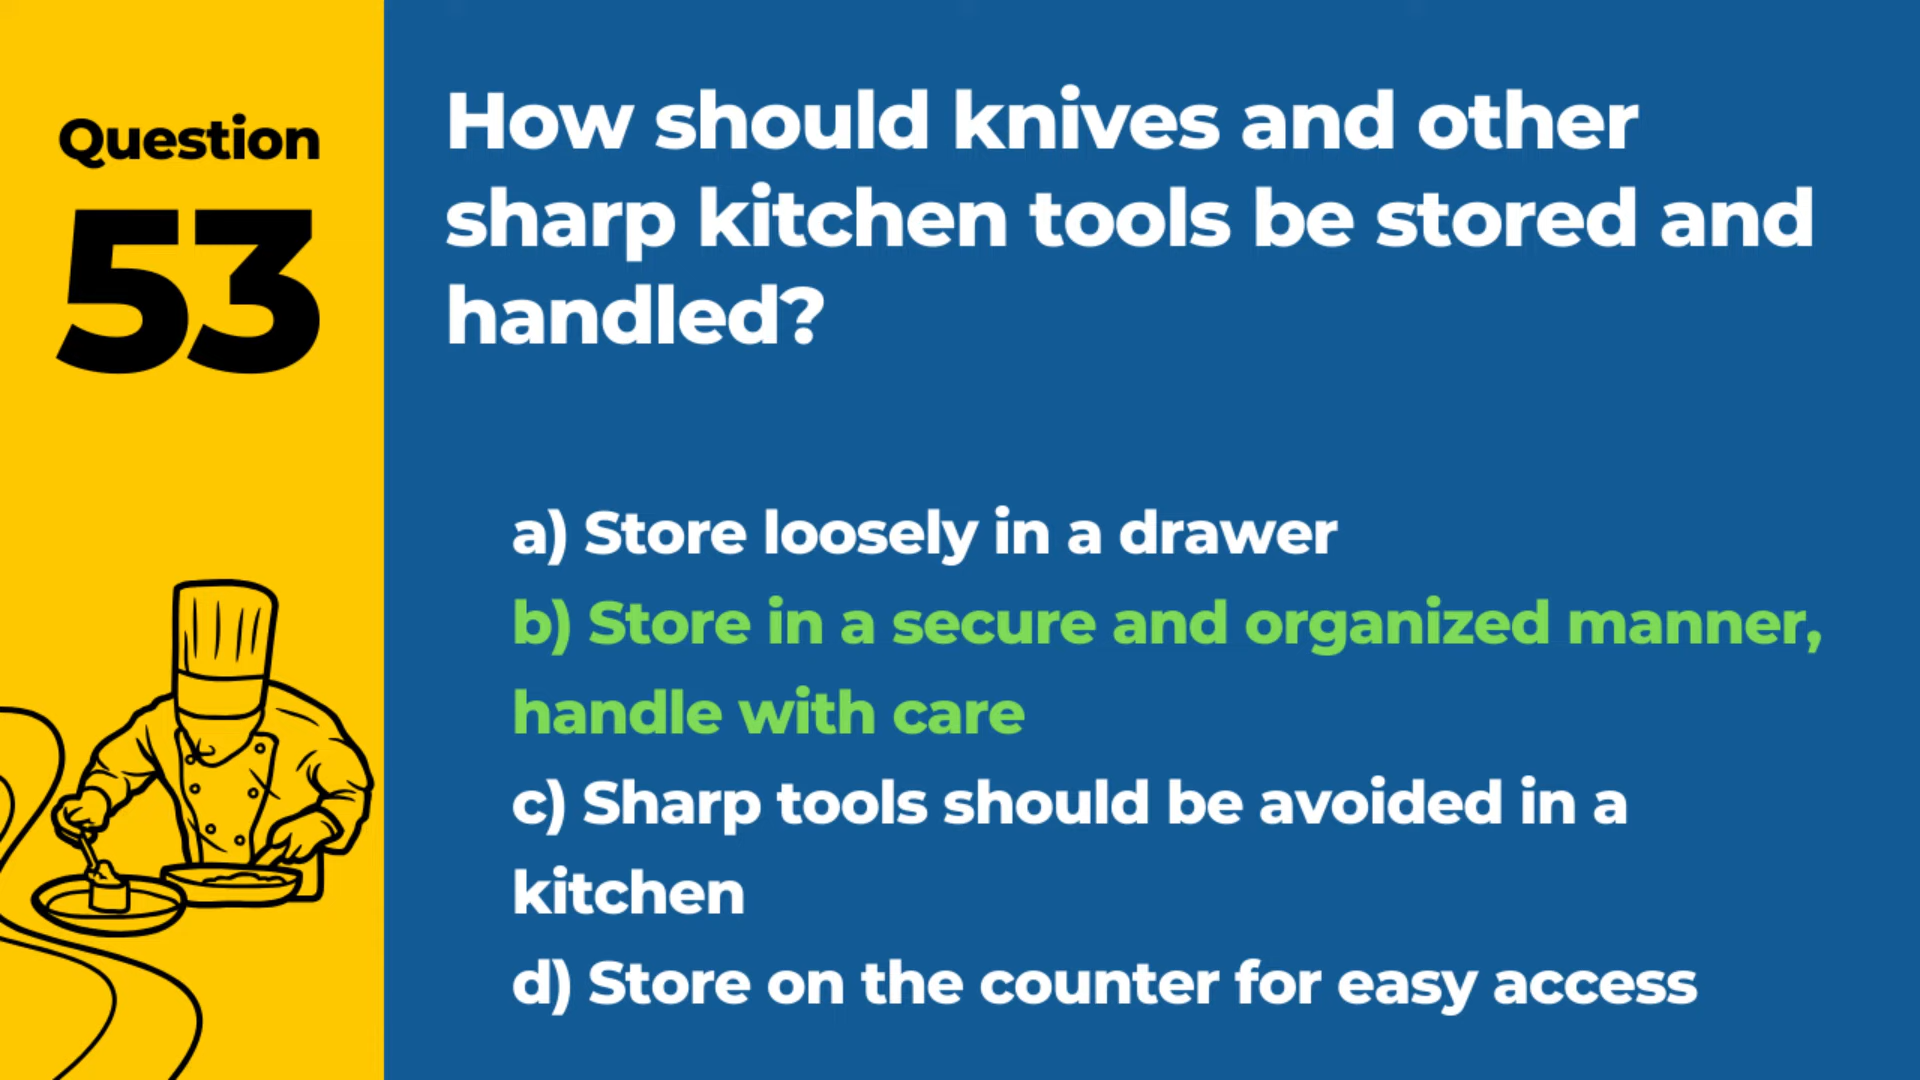 Question
53
How should knives and other
sharp kitchen tools be stored and
handled?
a) Store loosely in a drawer
b) Store in a secure and organized manner,
handle with care
c) Sharp tools should be avoided in a
kitchen
d) Store on the counter for easy access